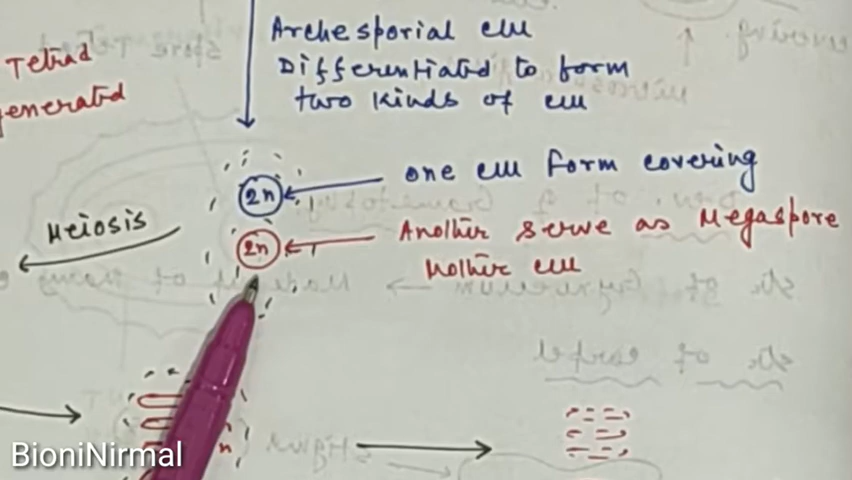 Archesporial cell
Differentiated to form
two kinds of cell
Tetrad
generated
2n
one cell form covering
Meiosis
2n
Another serve as Megaspore
Mother cell
n
BioniNirmal